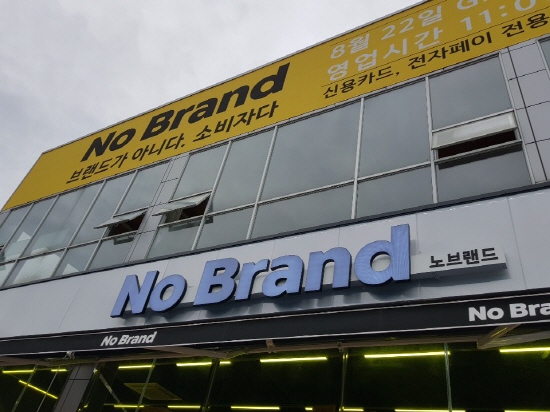 No Brand
브랜드가 아니다. 소비자다
8월 22일
영업시간 11:0
신용카드, 전자페이 전용
No Brand 노브랜드
No Brand
No Bra